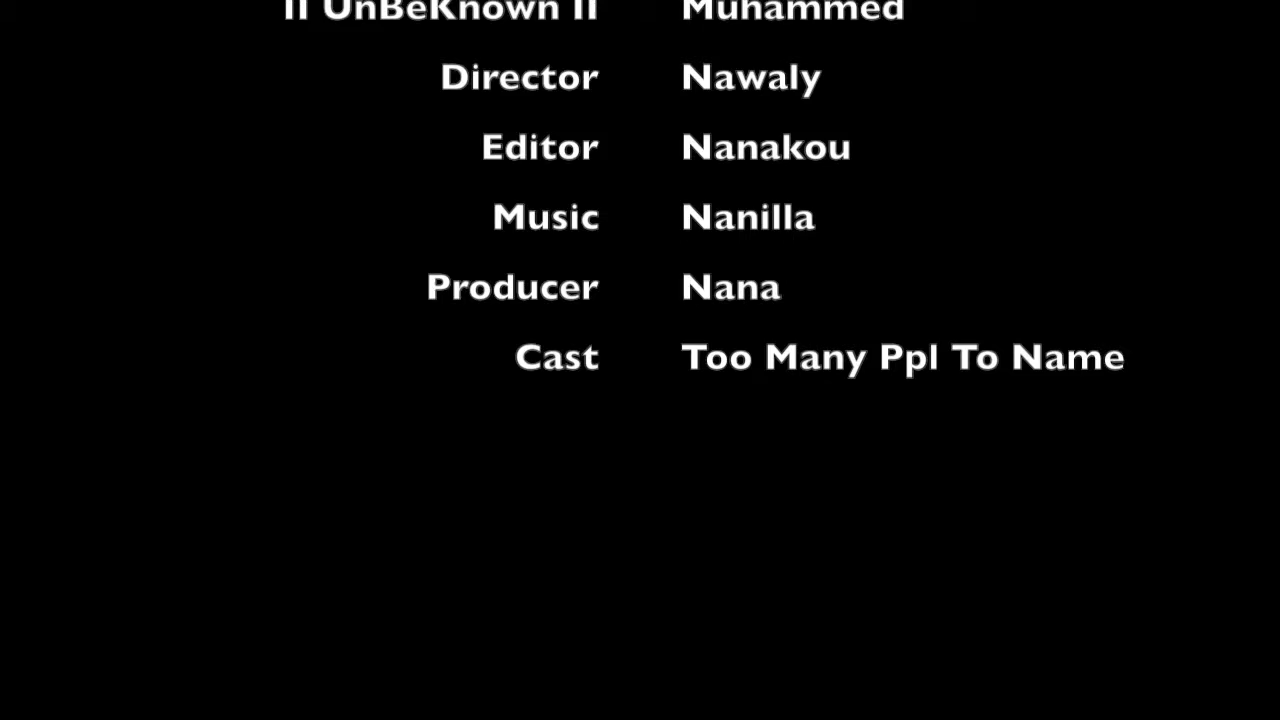 II UnBeKnown II Muhammed
Director Nawaly
Editor Nanakou
Music Nanilla
Producer Nana
Cast Too Many Ppl To Name